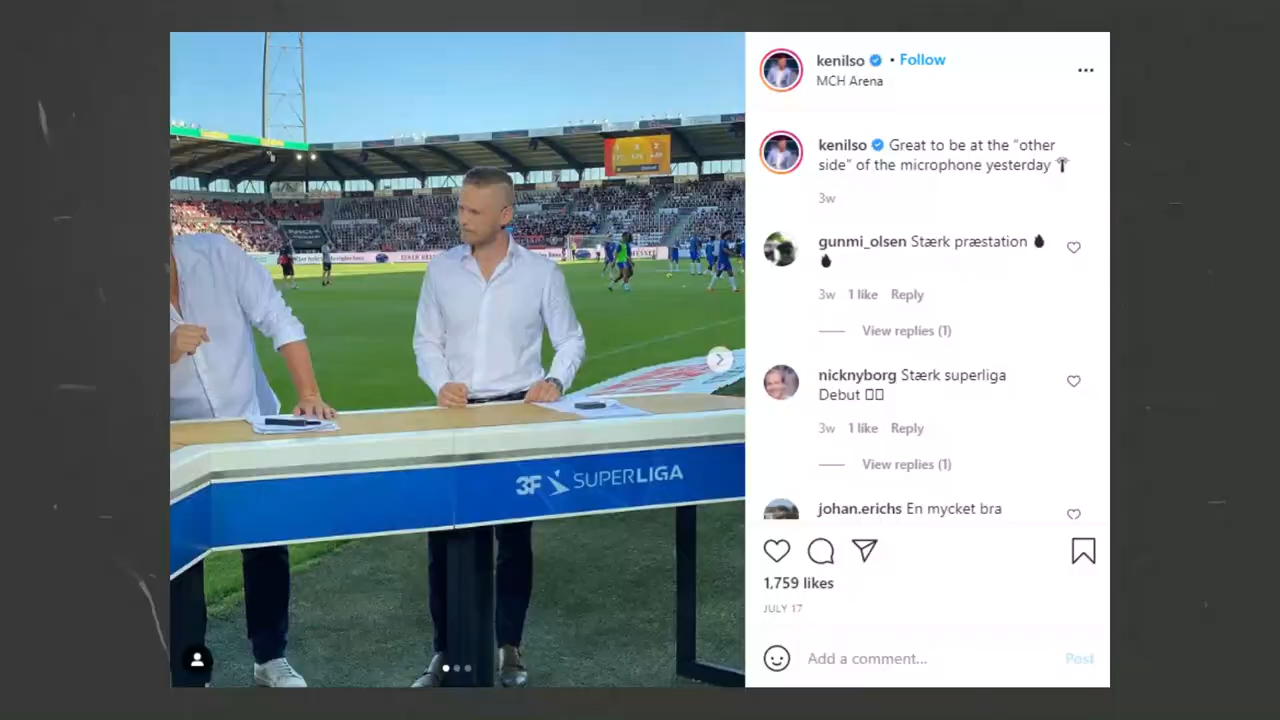 kenilso • Follow
MCH Arena
kenilso Great to be at the "other
side" of the microphone yesterday
3w
gunmi_olsen Stærk præstation
3w 1 like Reply
View replies (1)
nicknyborg Stærk superliga
Debut
3w 1 like Reply
View replies (1)
johan.erichs En mycket bra
1,759 likes
JULY 17
Add a comment... Post
3F SUPERLIGA